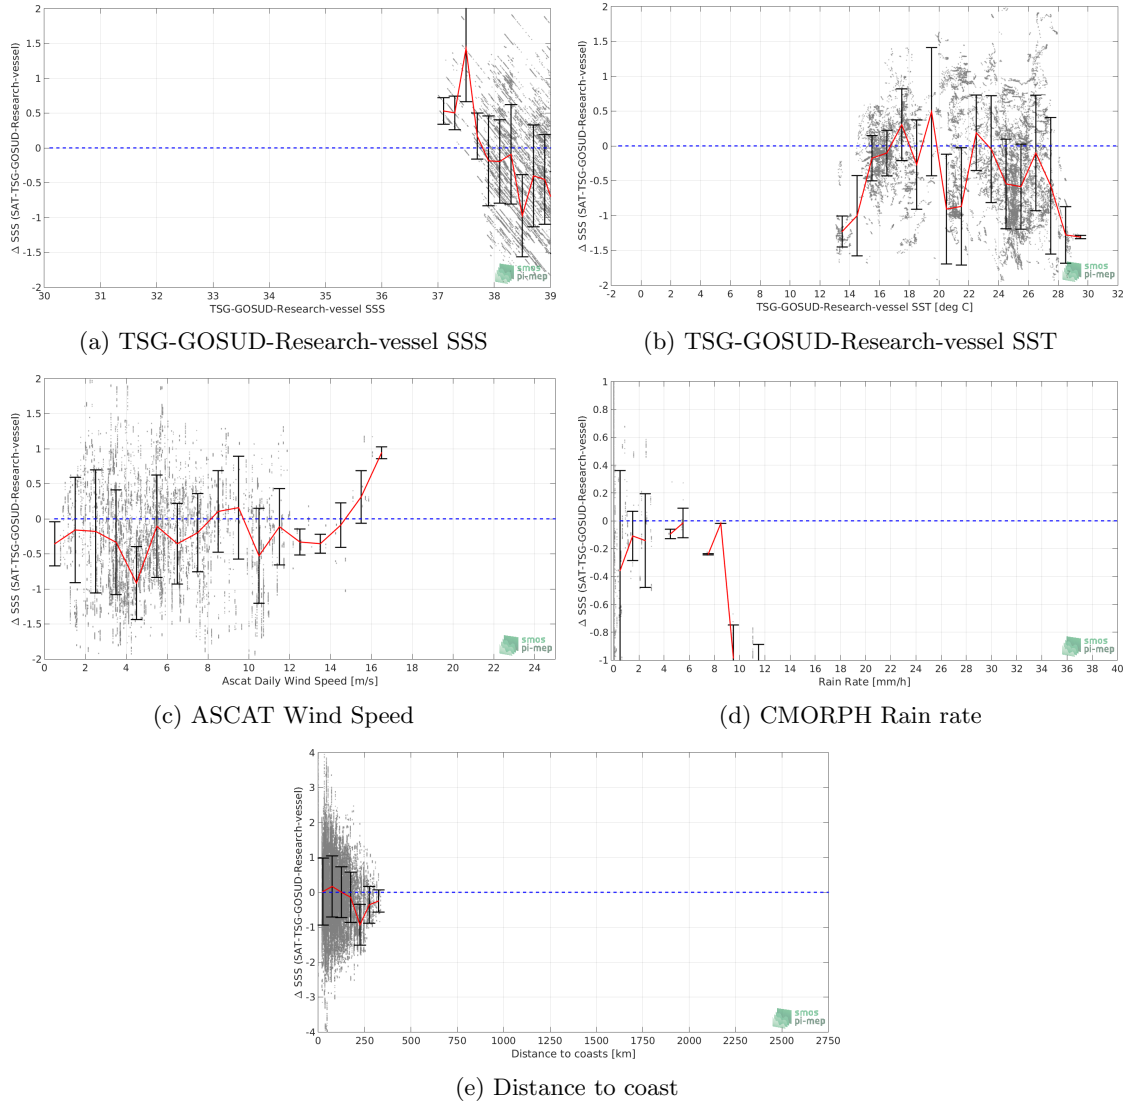 Δ SSS (SAT-TSG-GOSUD-Research-vessel)
2
1.5
1
0.5
0
-0.5
-1
-1.5
-2
30 31 32 33 34 35 36 37 38 39
TSG-GOSUD-Research-vessel SSS
smos
pi-mep
(a) TSG-GOSUD-Research-vessel SSS
Δ SSS (SAT-TSG-GOSUD-Research-vessel)
2
1.5
1
0.5
0
-0.5
-1
-1.5
-2
-2 0 2 4 6 8 10 12 14 16 18 20 22 24 26 28 30 32
TSG-GOSUD-Research-vessel SST [deg C]
smos
pi-mep
(b) TSG-GOSUD-Research-vessel SST
Δ SSS (SAT-TSG-GOSUD-Research-vessel)
2
1.5
1
0.5
0
-0.5
-1
-1.5
-2
0 2 4 6 8 10 12 14 16 18 20 22 24
Ascat Daily Wind Speed [m/s]
smos
pi-mep
(c) ASCAT Wind Speed
Δ SSS (SAT-TSG-GOSUD-Research-vessel)
1
0.8
0.6
0.4
0.2
0
-0.2
-0.4
-0.6
-0.8
-1
0 2 4 6 8 10 12 14 16 18 20 22 24 26 28 30 32 34 36 38 40
Rain Rate [mm/h]
smos
pi-mep
(d) CMORPH Rain rate
Δ SSS (SAT-TSG-GOSUD-Research-vessel)
4
3
2
1
0
-1
-2
-3
-4
0 250 500 750 1000 1250 1500 1750 2000 2250 2500 2750
Distance to coasts [km]
smos
pi-mep
(e) Distance to coast